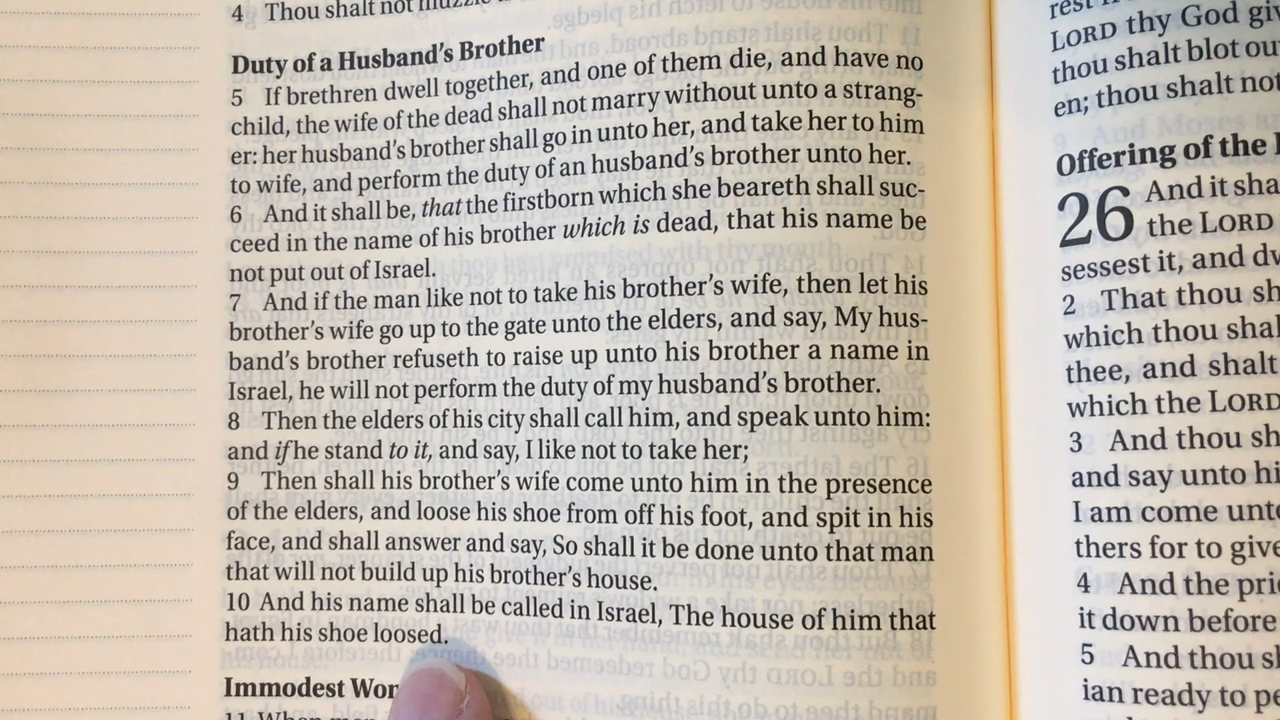 4 Thou shalt not muzzle
Duty of a Husband's Brother
5 If brethren dwell together, and one of them die, and have no
child, the wife of the dead shall not marry without unto a strang-
er: her husband's brother shall go in unto her, and take her to him
to wife, and perform the duty of an husband's brother unto her.
6 And it shall be, that the firstborn which she beareth shall suc-
ceed in the name of his brother which is dead, that his name be
not put out of Israel.
7 And if the man like not to take his brother's wife, then let his
brother's wife go up to the gate unto the elders, and say, My hus-
band's brother refuseth to raise up unto his brother a name in
Israel, he will not perform the duty of my husband's brother.
8 Then the elders of his city shall call him, and speak unto him:
and if he stand to it, and say, I like not to take her;
9 Then shall his brother's wife come unto him in the presence
of the elders, and loose his shoe from off his foot, and spit in his
face, and shall answer and say, So shall it be done unto that man
that will not build up his brother's house.
10 And his name shall be called in Israel, The house of him that
hath his shoe loosed.
Immodest Wor
11 When men
rest
LORD thy God giv
thou shalt blot ou
en; thou shalt not
Offering of the
26 And it sha
the LORD
sessest it, and dw
2 That thou sh
which thou shal
thee, and shalt
which the LORD
3 And thou sh
and say unto hi
I am come unto
thers for to give
4 And the prie
it down before
5 And thou sh
ian ready to pe